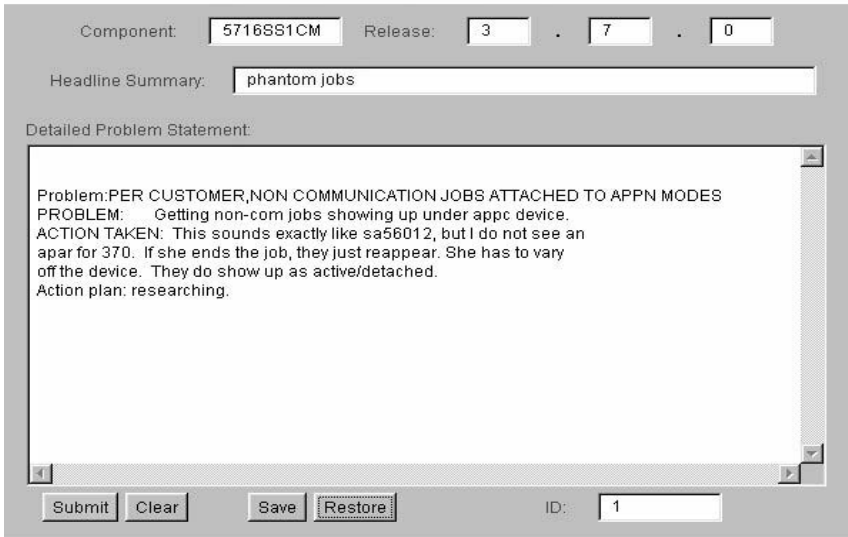 Component: 5716SS1CM Release: 3 . 7 . 0
Headline Summary: phantom jobs
Detailed Problem Statement:
Problem:PER CUSTOMER,NON COMMUNICATION JOBS ATTACHED TO APPN MODES
PROBLEM: Getting non-com jobs showing up under appc device.
ACTION TAKEN: This sounds exactly like sa56012, but I do not see an
apar for 370. If she ends the job, they just reappear. She has to vary
off the device. They do show up as active/detached.
Action plan: researching.
Submit Clear Save Restore ID: 1